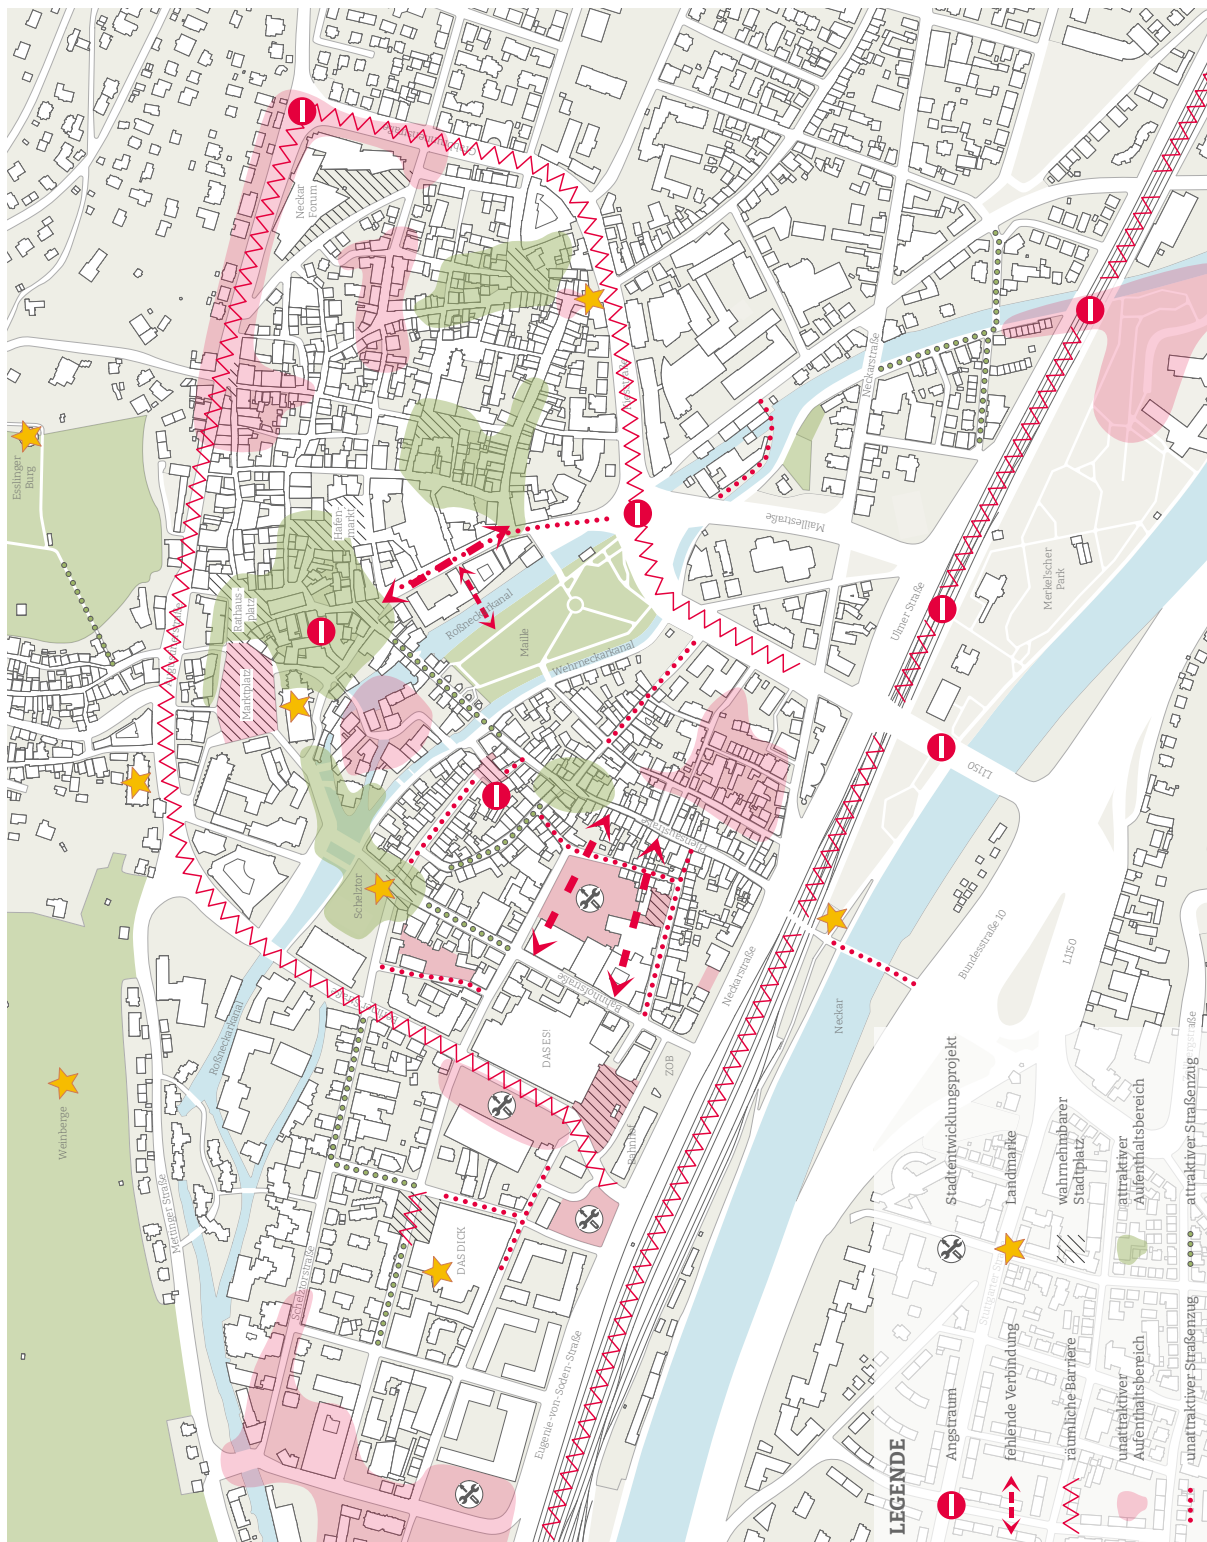 Neckar
Forum
Esslinger
Burg
Hafen-
markt
Rathaus-
platz
Marktplatz
Roßneckarkanal
Maille
Wehrneckarkanal
Neckarstraße
Maillestraße
Ulmer Straße
Merkel'scher
Park
L1150
Schelztor
Pliensaustraße
Bahnhofstraße
Neckarstraße
Neckar
Bundesstraße 10
L1150
Roßneckarkanal
DAS ES!
ZOB
Bahnhof
Weinberge
Mettinger Straße
Schelztorstraße
DAS DICK
Eugenie-von-Soden-Straße
LEGENDE
Angstraum
fehlende Verbindung
räumliche Barriere
unattraktiver
Aufenthaltsbereich
unattraktiver Straßenzug
Stadtentwicklungsprojekt
Landmarke
wahrnehmbarer
Stadtplatz
attraktiver
Aufenthaltsbereich
attraktiver Straßenzug